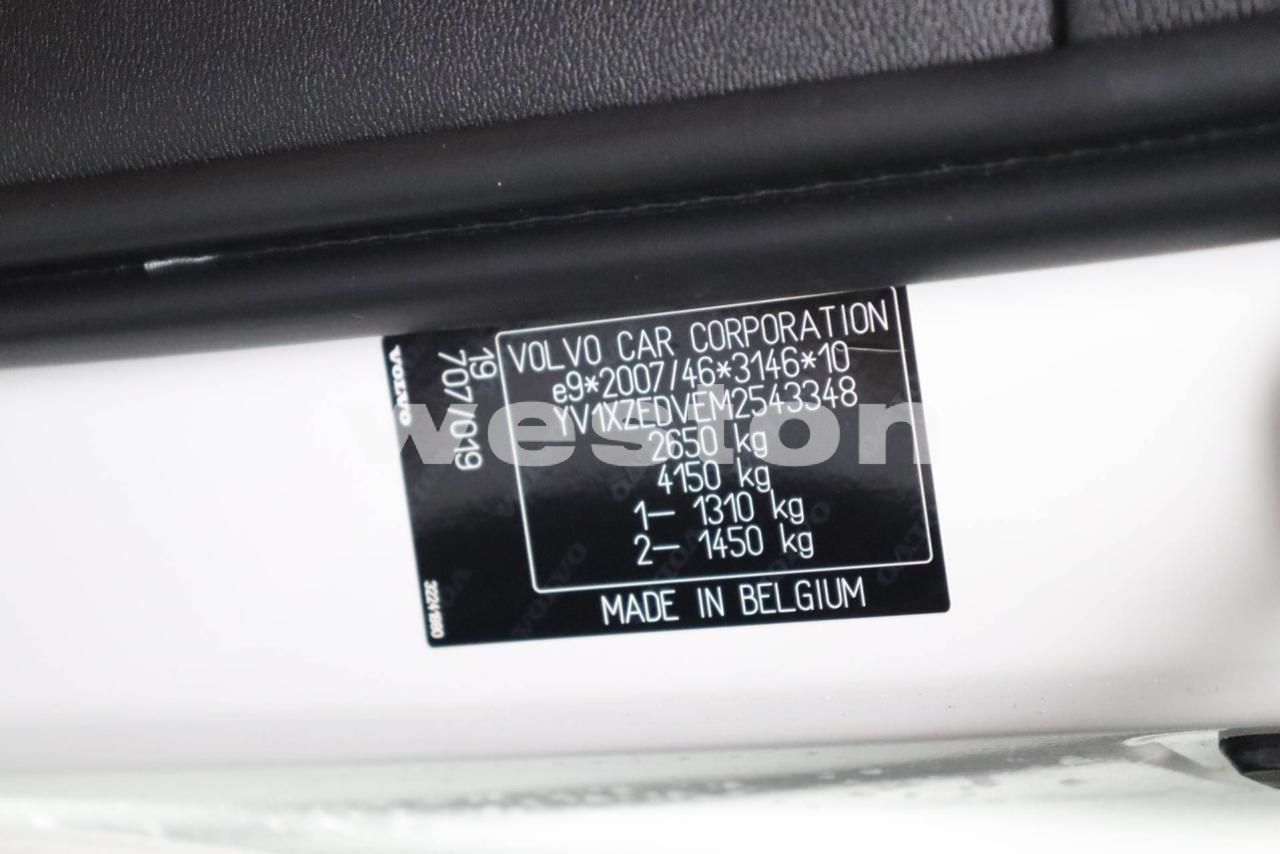 VOLVO CAR CORPORATION
e9*2007/46*3146*10
YV1XZEDVEM2543348
2650 kg
4150 kg
1– 1310 kg
2– 1450 kg
MADE IN BELGIUM
19
707/019
VOLVO
weston